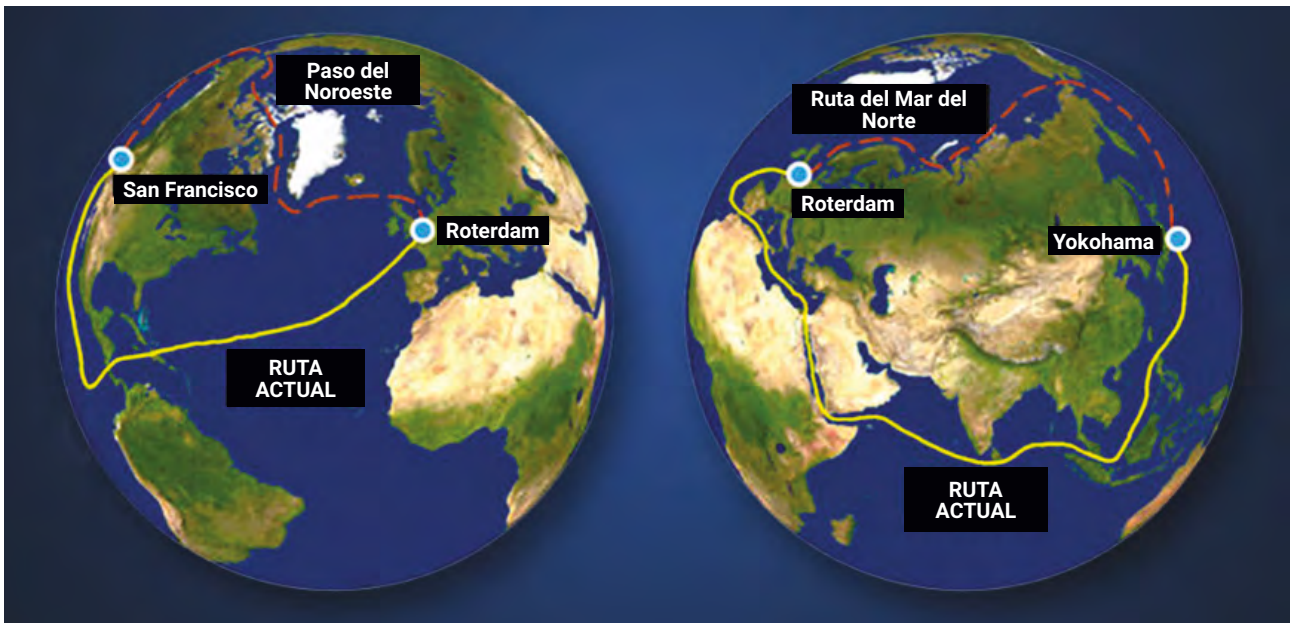 Paso del
Noroeste
San Francisco
Roterdam
RUTA
ACTUAL
Ruta del Mar del
Norte
Roterdam
Yokohama
RUTA
ACTUAL